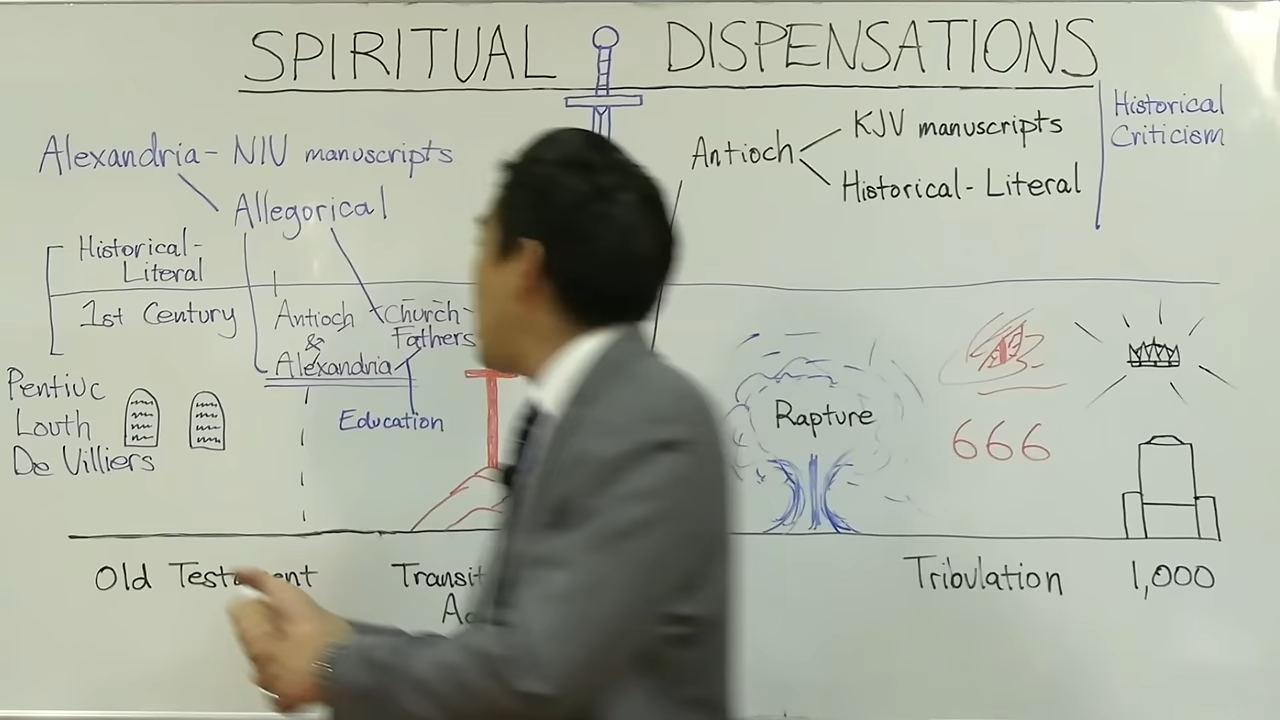 SPIRITUAL DISPENSATIONS
Alexandria - NIV manuscripts
Allegorical
Antioch
KJV manuscripts
Historical - Literal
Historical
Criticism
Historical -
Literal
1st Century
Antioch
&
Alexandria
Church
Fathers
Education
Pentiuc
Louth
De Villiers
Rapture
666
Old Testament
Transit
Tribulation
1,000